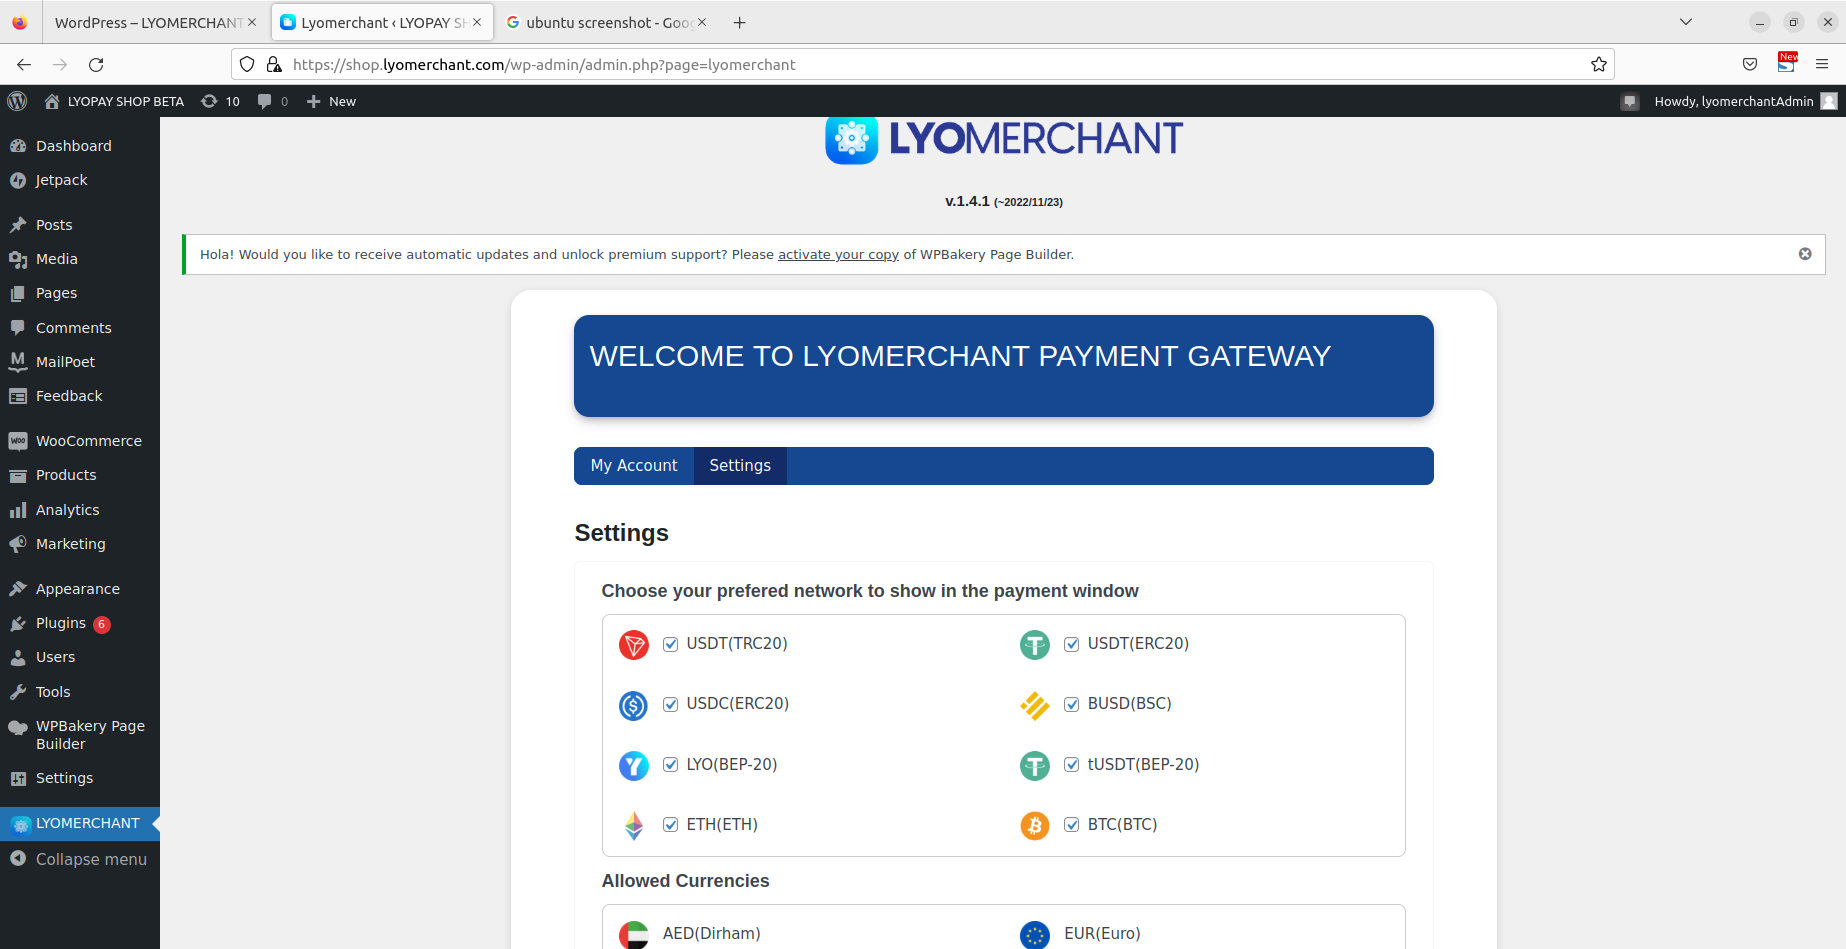 WordPress – LYOMERCHANT
Lyomerchant ‹ LYOPAY SH
ubuntu screenshot - Goog
https://shop.lyomerchant.com/wp-admin/admin.php?page=lyomerchant
New
LYOPAY SHOP BETA
10
0
New
Howdy, lyomerchantAdmin
Dashboard
Jetpack
Posts
Media
Pages
Comments
MailPoet
Feedback
WooCommerce
Products
Analytics
Marketing
Appearance
Plugins 6
Users
Tools
WPBakery Page
Builder
Settings
LYOMERCHANT
Collapse menu
LYOMERCHANT
v.1.4.1 (~2022/11/23)
Hola! Would you like to receive automatic updates and unlock premium support? Please activate your copy of WPBakery Page Builder.
WELCOME TO LYOMERCHANT PAYMENT GATEWAY
My Account
Settings
Settings
Choose your prefered network to show in the payment window
USDT(TRC20)
USDT(ERC20)
USDC(ERC20)
BUSD(BSC)
LYO(BEP-20)
tUSDT(BEP-20)
ETH(ETH)
BTC(BTC)
Allowed Currencies
AED(Dirham)
EUR(Euro)